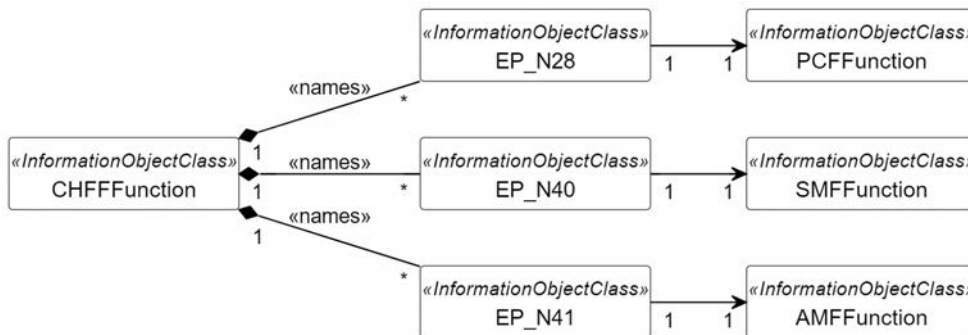 «InformationObjectClass»
EP_N28
1
1
«InformationObjectClass»
PCFFunction
«names»
*
1
«InformationObjectClass»
CHFFFunction
«names»
1
*
«InformationObjectClass»
EP_N40
1
1
«InformationObjectClass»
SMFFunction
«names»
1
*
«InformationObjectClass»
EP_N41
1
1
«InformationObjectClass»
AMFFunction